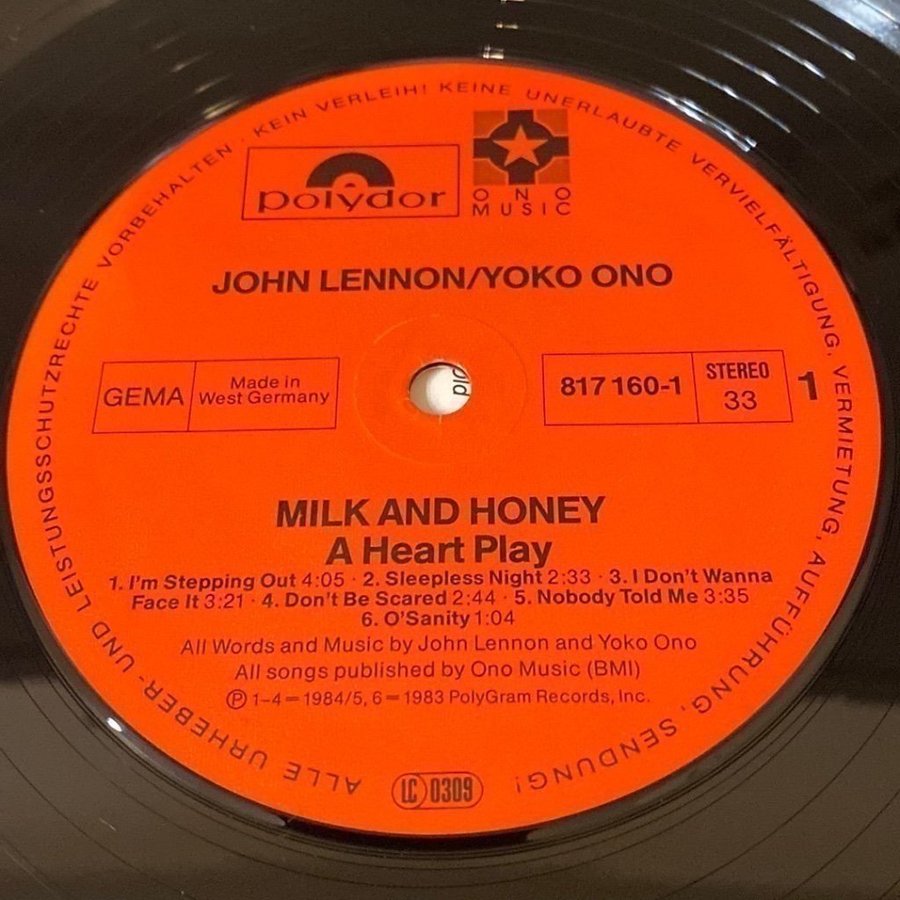 ALLE URHEBER- UND LEISTUNGSSCHUTZRECHTE VORBEHALTEN · KEIN VERLEIH! KEINE UNERLAUBTE VERVIELFÄLTIGUNG, VERMIETUNG, AUFFÜHRUNG, SENDUNG!
polydor
ONO
MUSIC
JOHN LENNON/YOKO ONO
GEMA
Made in
West Germany
817 160-1
STEREO
33
1
MILK AND HONEY
A Heart Play
1. I'm Stepping Out 4:05 · 2. Sleepless Night 2:33 · 3. I Don't Wanna
Face It 3:21 · 4. Don't Be Scared 2:44 · 5. Nobody Told Me 3:35
6. O'Sanity 1:04
All Words and Music by John Lennon and Yoko Ono
All songs published by Ono Music (BMI)
℗ 1–4 – 1984/5, 6 – 1983 PolyGram Records, Inc.
LC 0309